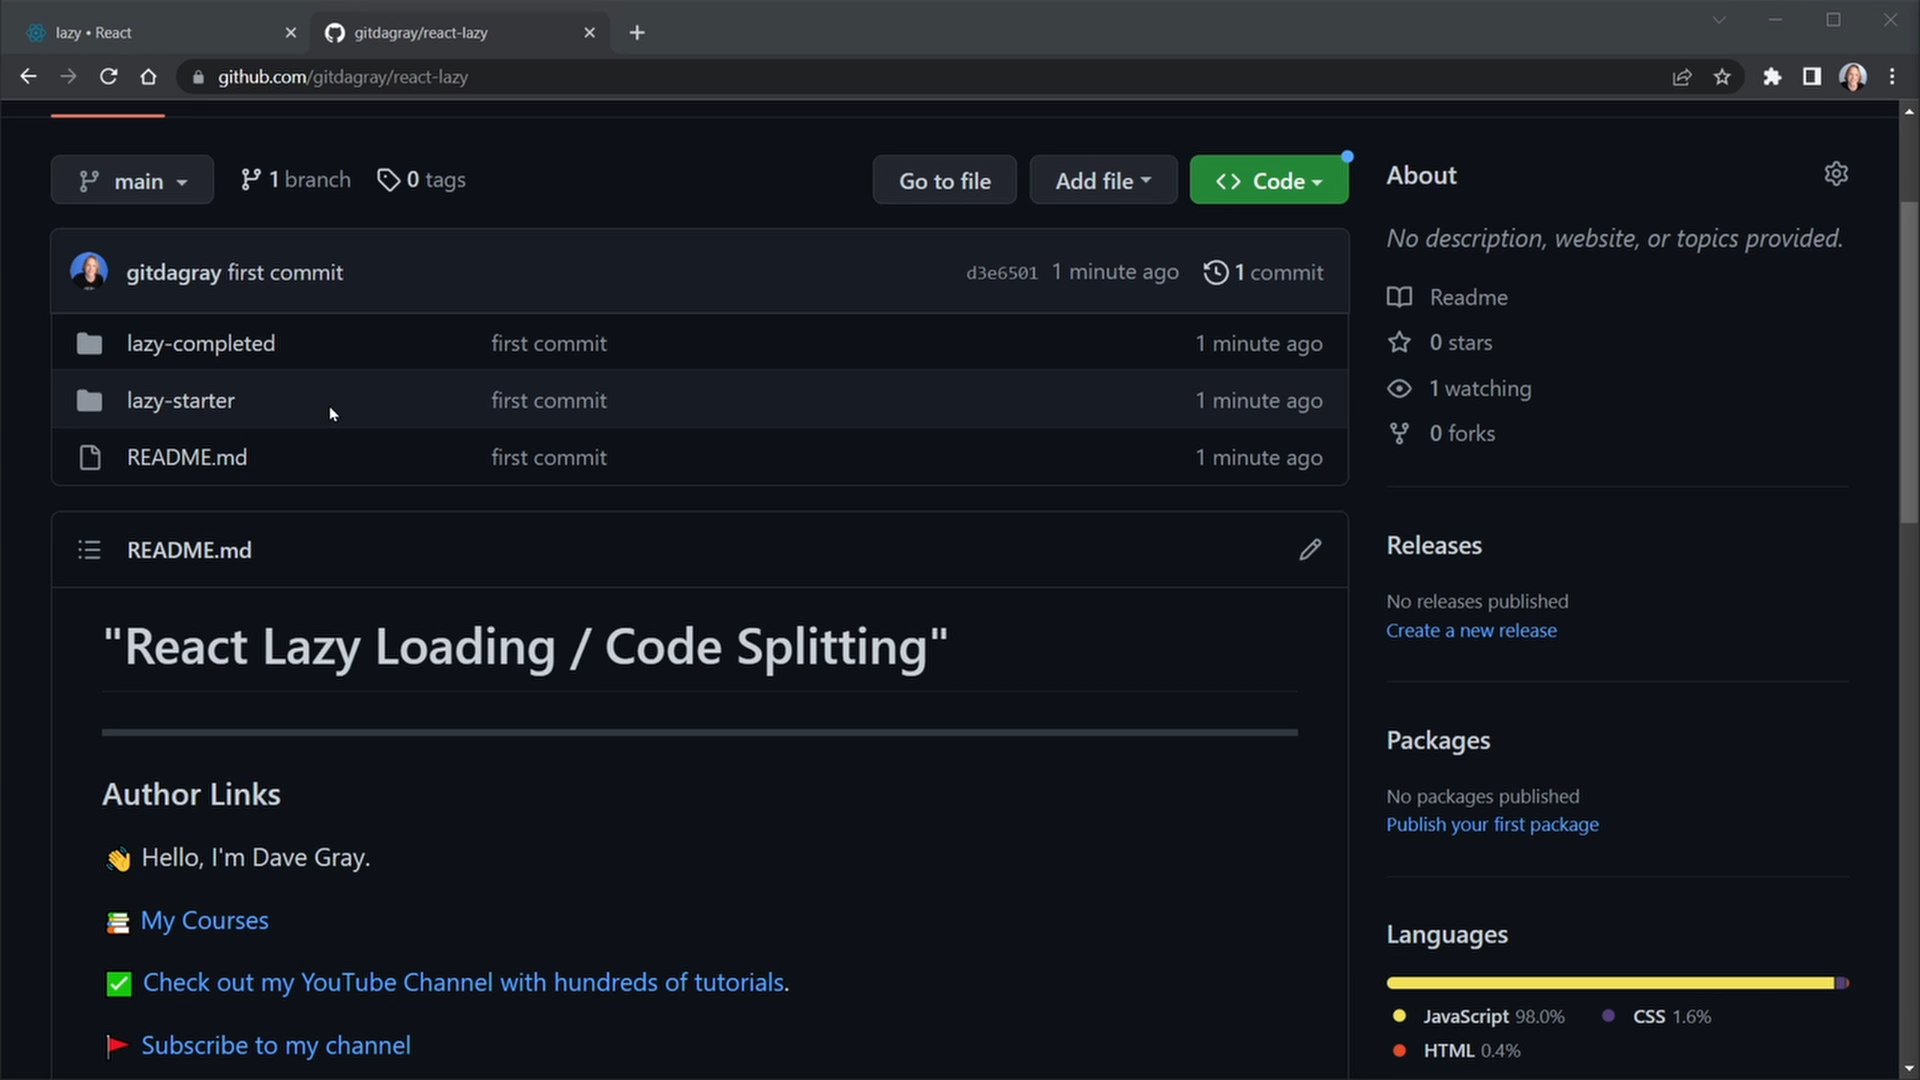 lazy • React
gitdagray/react-lazy
github.com/gitdagray/react-lazy
main
1 branch
0 tags
Go to file
Add file
Code
gitdagray first commit
d3e6501 1 minute ago
1 commit
lazy-completed
first commit
1 minute ago
lazy-starter
first commit
1 minute ago
README.md
first commit
1 minute ago
README.md
"React Lazy Loading / Code Splitting"
Author Links
👋 Hello, I'm Dave Gray.
📚 My Courses
✅ Check out my YouTube Channel with hundreds of tutorials.
🚩 Subscribe to my channel
About
No description, website, or topics provided.
Readme
0 stars
1 watching
0 forks
Releases
No releases published
Create a new release
Packages
No packages published
Publish your first package
Languages
JavaScript 98.0%
CSS 1.6%
HTML 0.4%